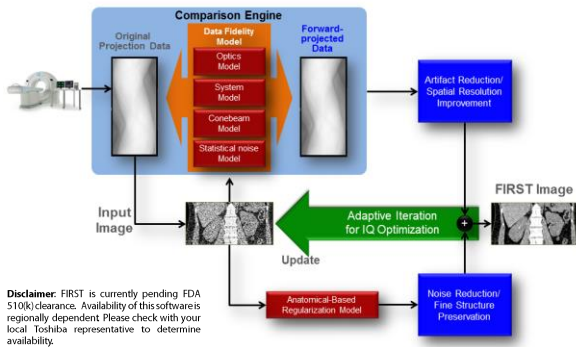 Comparison Engine
Original
Projection Data
Data Fidelity
Model
Forward-
projected
Data
Optics
Model
System
Model
Conebeam
Model
Statistical noise
Model
Artifact Reduction/
Spatial Resolution
Improvement
Input
Image
Adaptive Iteration
for IQ Optimization
Update
+
FIRST Image
Anatomical-Based
Regularization Model
Noise Reduction/
Fine Structure
Preservation
Disclaimer: FIRST is currently pending FDA
510(k) clearance. Availability of this software is
regionally dependent Please check with your
local Toshiba representative to determine
availability.